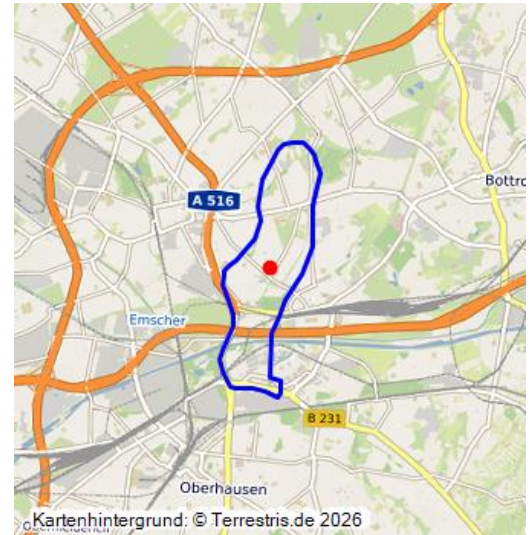 A 516
Bottro
Emscher
B 231
Oberhausen
Kartenhintergrund: © Terrestris.de 2026